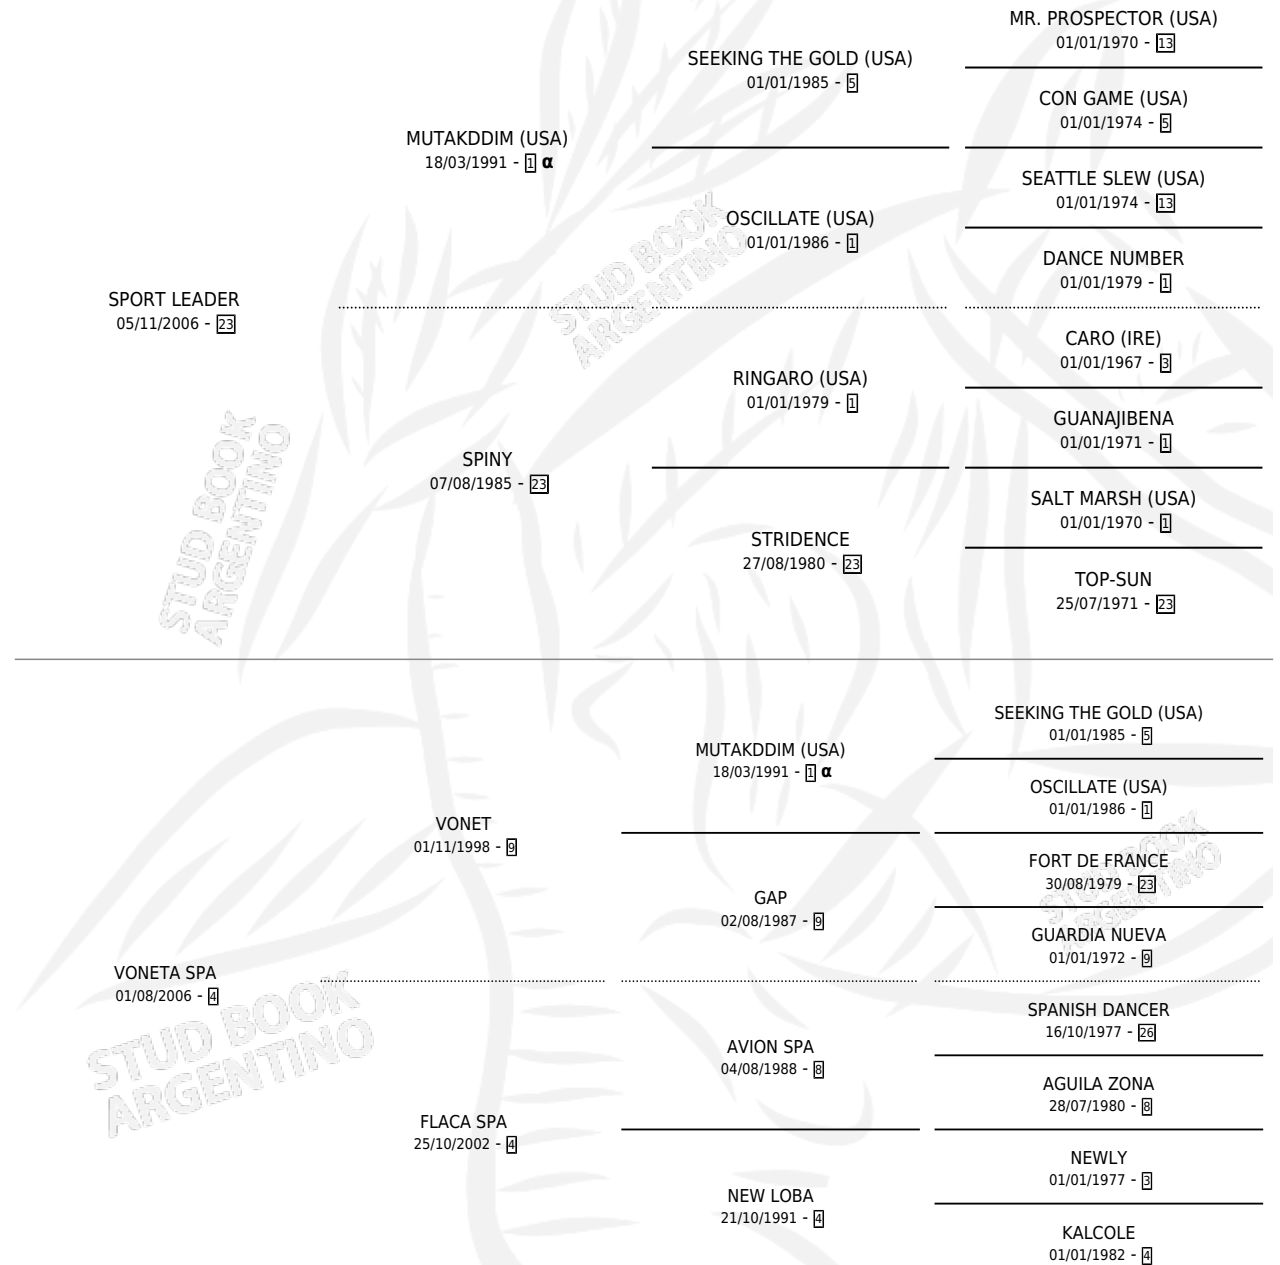 MR. PROSPECTOR (USA)
01/01/1970 - 13
SEEKING THE GOLD (USA)
01/01/1985 - 5
CON GAME (USA)
01/01/1974 - 5
MUTAKDDIM (USA)
18/03/1991 - 1 α
SEATTLE SLEW (USA)
01/01/1974 - 13
OSCILLATE (USA)
01/01/1986 - 1
DANCE NUMBER
01/01/1979 - 1
SPORT LEADER
05/11/2006 - 23
CARO (IRE)
01/01/1967 - 3
RINGARO (USA)
01/01/1979 - 1
GUANAJIBENA
01/01/1971 - 1
SPINY
07/08/1985 - 23
SALT MARSH (USA)
01/01/1970 - 1
STRIDENCE
27/08/1980 - 23
TOP-SUN
25/07/1971 - 23
SEEKING THE GOLD (USA)
01/01/1985 - 5
MUTAKDDIM (USA)
18/03/1991 - 1 α
OSCILLATE (USA)
01/01/1986 - 1
VONET
01/11/1998 - 9
FORT DE FRANCE
30/08/1979 - 23
GAP
02/08/1987 - 9
GUARDIA NUEVA
01/01/1972 - 9
VONETA SPA
01/08/2006 - 4
SPANISH DANCER
16/10/1977 - 26
AVION SPA
04/08/1988 - 8
AGUILA ZONA
28/07/1980 - 8
FLACA SPA
25/10/2002 - 4
NEWLY
01/01/1977 - 3
NEW LOBA
21/10/1991 - 4
KALCOLE
01/01/1982 - 4
STUD BOOK
ARGENTINO
STUD BOOK
ARGENTINO
STUD BOOK
ARGENTINO
STUD BOOK
ARGENTINO